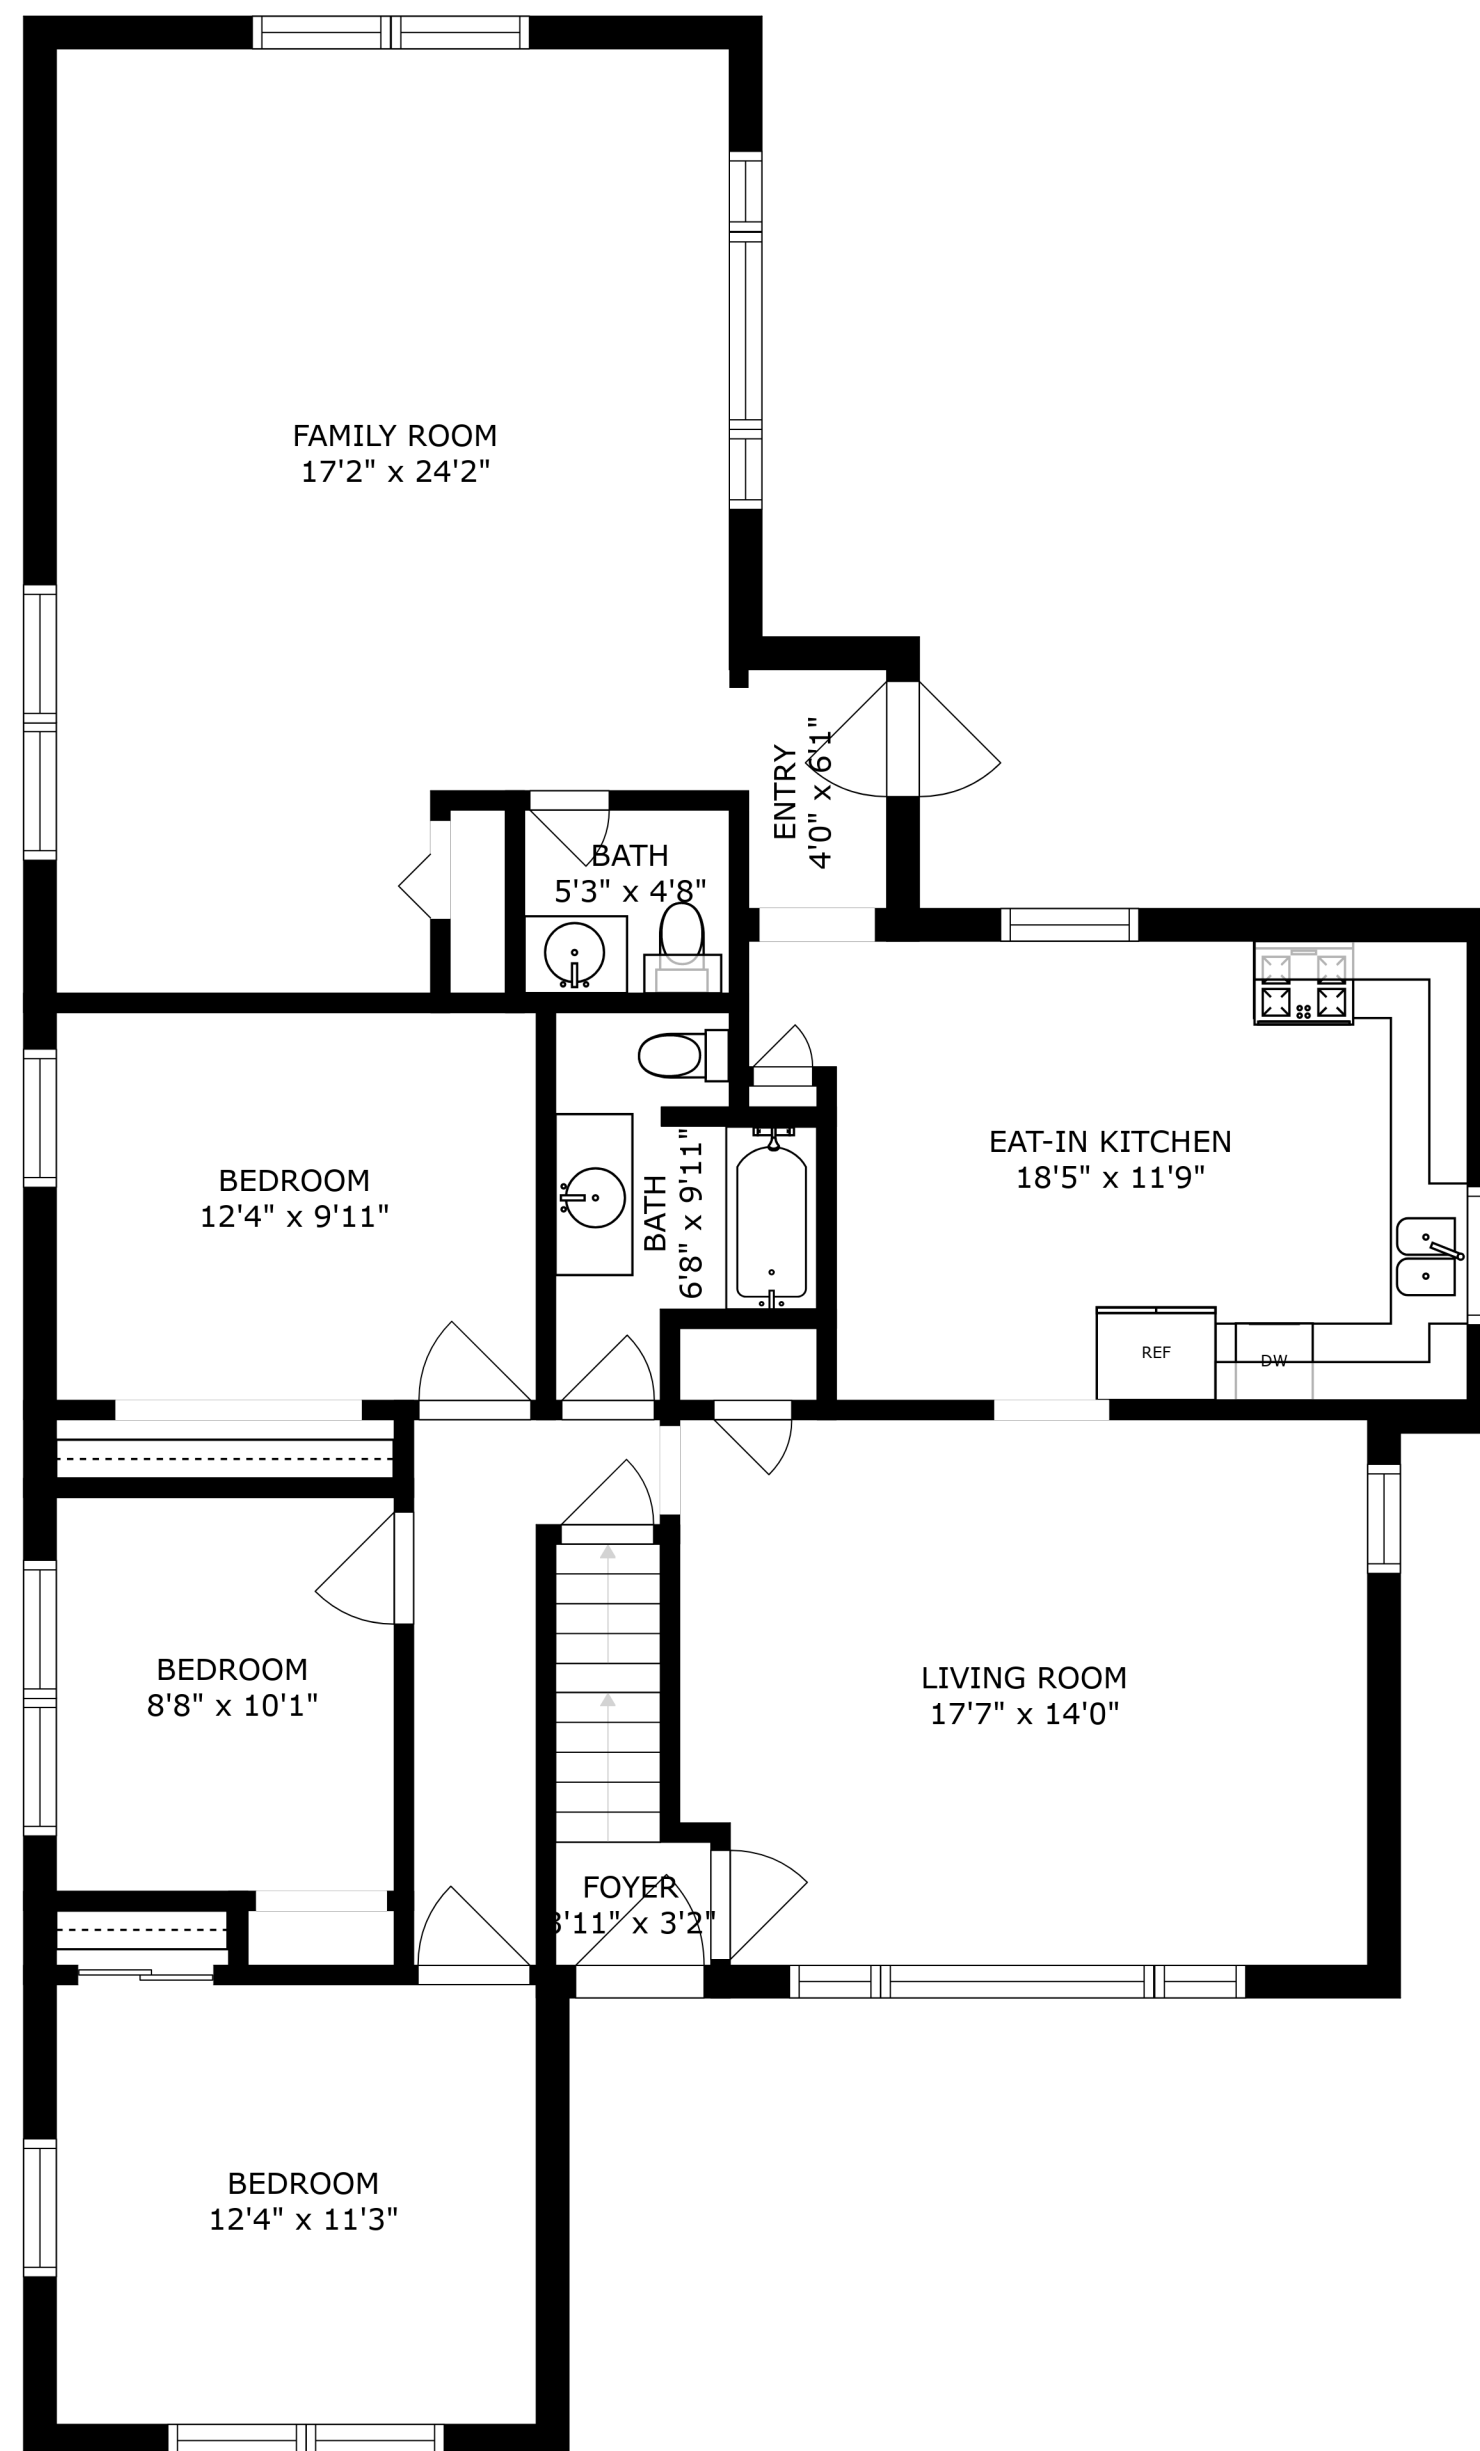 FAMILY ROOM
17'2" x 24'2"
ENTRY
4'0" x 6'1"
BATH
5'3" x 4'8"
EAT-IN KITCHEN
18'5" x 11'9"
BEDROOM
12'4" x 9'11"
BATH
6'8" x 9'11"
REF
DW
BEDROOM
8'8" x 10'1"
LIVING ROOM
17'7" x 14'0"
FOYER
3'11" x 3'2"
BEDROOM
12'4" x 11'3"